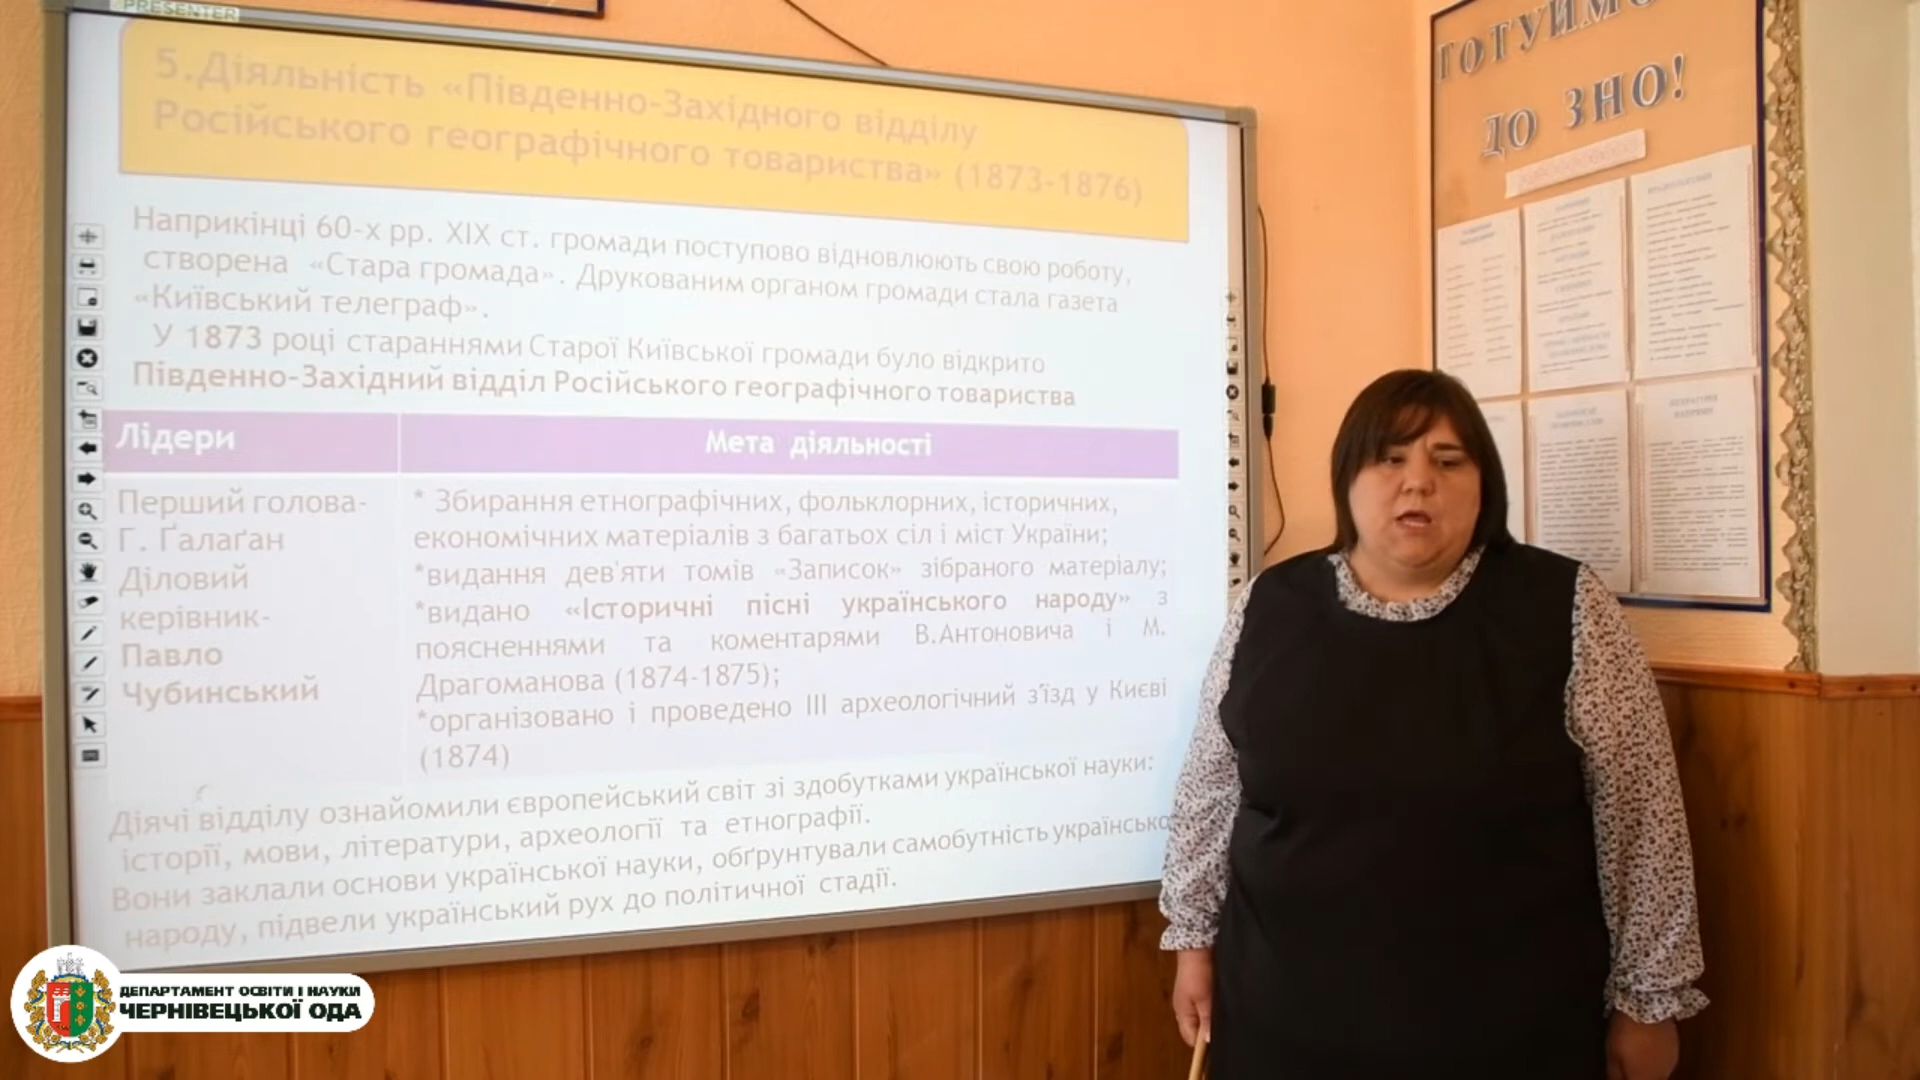 PRESENTER
5.Діяльність «Південно-Західного відділу
Російського географічного товариства» (1873-1876)
Наприкінці 60-х рр. XIX ст. громади поступово відновлюють свою роботу,
створена «Стара громада». Друкованим органом громади стала газета
«Київський телеграф».
У 1873 році стараннями Старої Київської громади було відкрито
Південно-Західний відділ Російського географічного товариства
Лідери
Мета діяльності
Перший голова-
Г. Ґалаґан
Діловий
керівник-
Павло
Чубинський
* Збирання етнографічних, фольклорних, історичних,
економічних матеріалів з багатьох сіл і міст України;
*видання дев'яти томів «Записок» зібраного матеріалу;
*видано «Історичні пісні українського народу» з
поясненнями та коментарями В.Антоновича і М.
Драгоманова (1874-1875);
*організовано і проведено III археологічний з'їзд у Києві
(1874)
Діячі відділу ознайомили європейський світ зі здобутками української науки:
історії, мови, літератури, археології та етнографії.
Вони заклали основи української науки, обґрунтували самобутність українсько
народу, підвели український рух до політичної стадії.
ГОТУЙМО
ДО ЗНО!
ДЕПАРТАМЕНТ ОСВІТИ І НАУКИ
ЧЕРНІВЕЦЬКОЇ ОДА